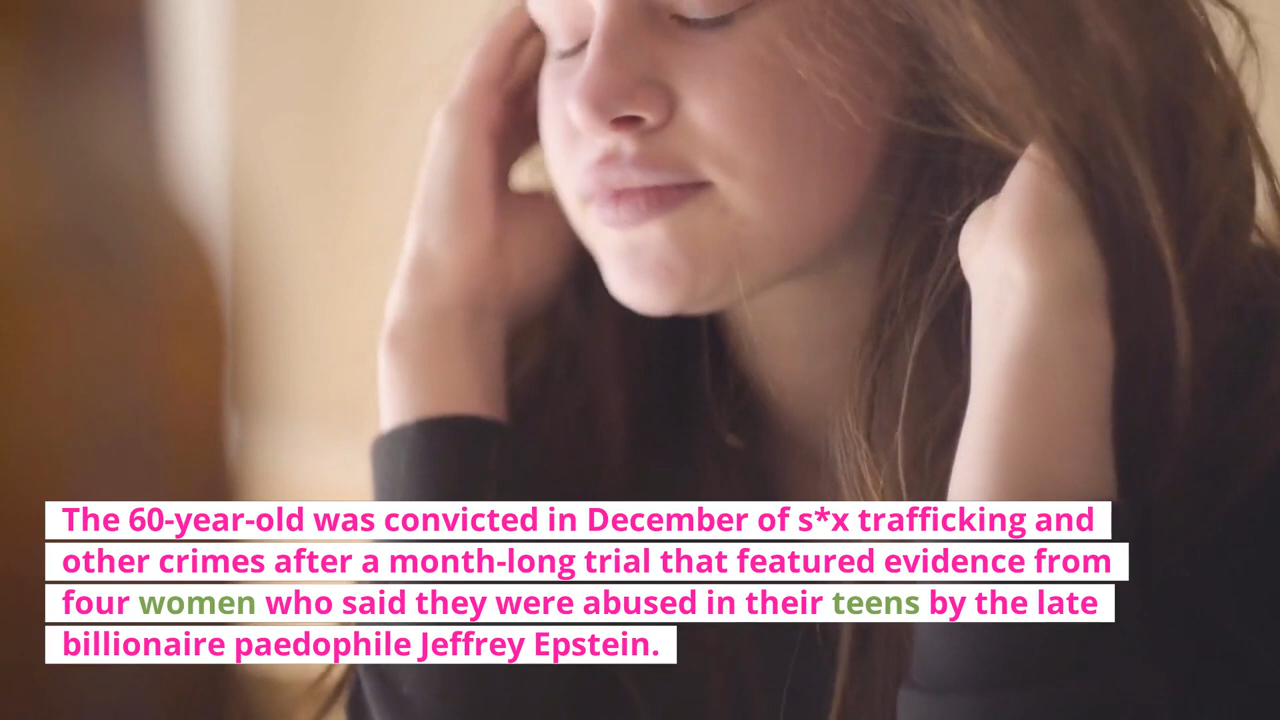 The 60-year-old was convicted in December of s*x trafficking and
other crimes after a month-long trial that featured evidence from
four women who said they were abused in their teens by the late
billionaire paedophile Jeffrey Epstein.